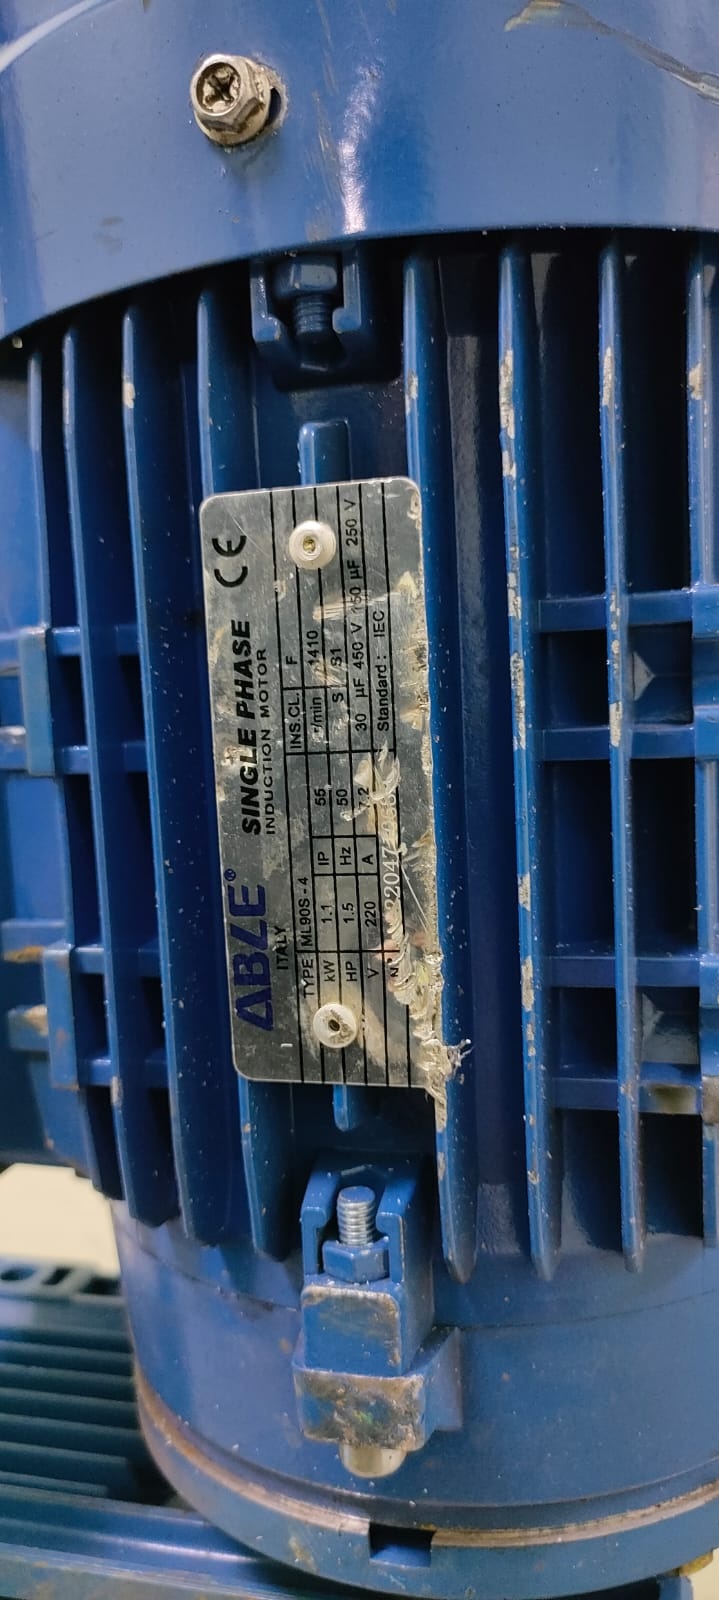 ABLE® SINGLE PHASE CE
ITALY INDUCTION MOTOR
TYPE ML90S-4 INS.CL. F
kW 1.1 IP 55 r/min 1410
HP 1.5 Hz 50 S S1
V 220 A 7.2 30 µF 450 V 150 µF 250 V
Standard: IEC